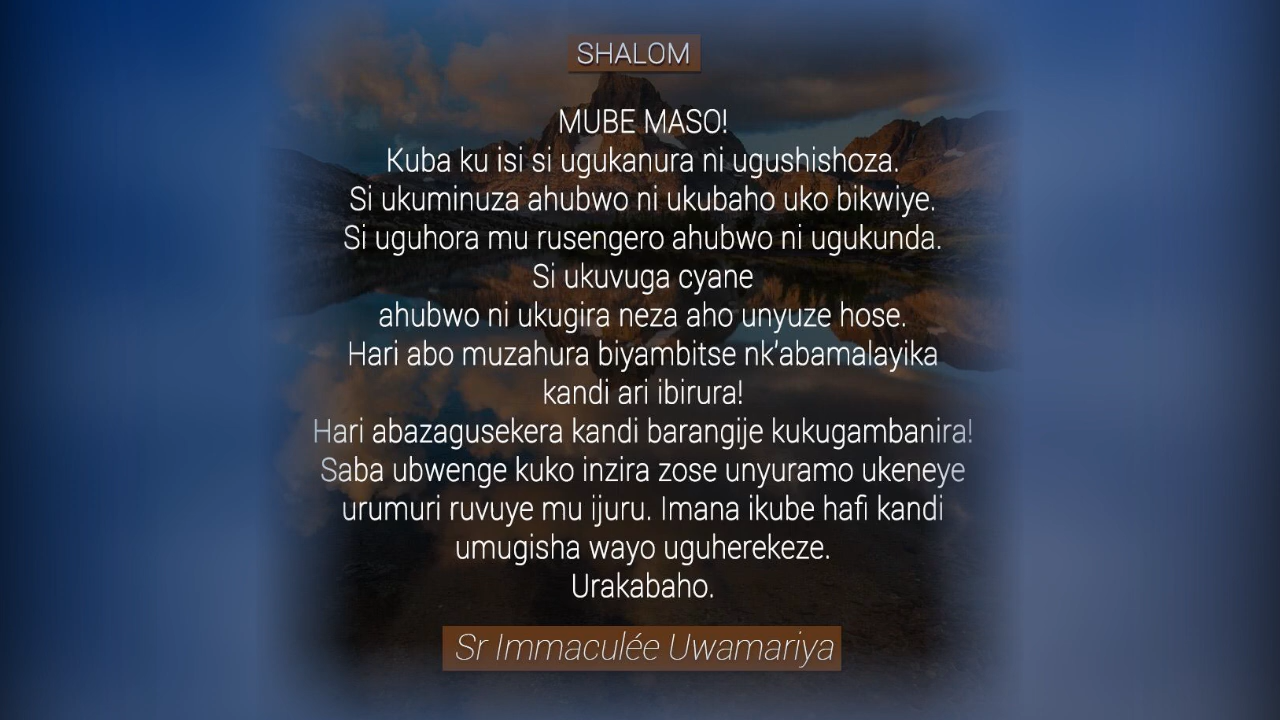 SHALOM
MUBE MASO!
Kuba ku isi si ugukanura ni ugushishoza.
Si ukuminuza ahubwo ni ukubaho uko bikwiye.
Si uguhora mu rusengero ahubwo ni ugukunda.
Si ukuvuga cyane
ahubwo ni ukugira neza aho unyuze hose.
Hari abo muzahura biyambitse nk’abamalayika
kandi ari ibirura!
Hari abazagusekera kandi barangije kukugambanira!
Saba ubwenge kuko inzira zose unyuramo ukeneye
urumuri ruvuye mu ijuru. Imana ikube hafi kandi
umugisha wayo uguherekeze.
Urakabaho.
Sr Immaculée Uwamariya